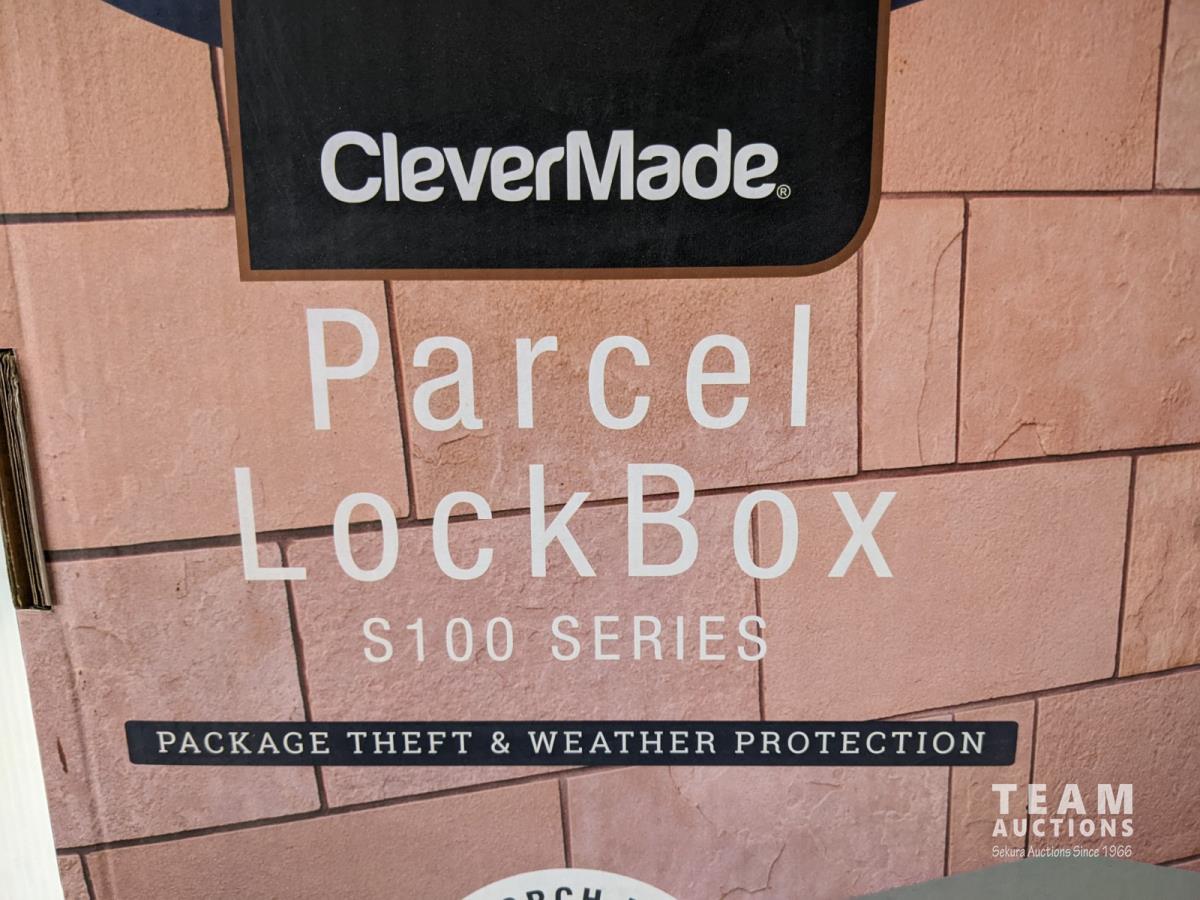 CleverMade®
Parcel
LockBox
S100 SERIES
PACKAGE THEFT & WEATHER PROTECTION
TEAM
AUCTIONS
Sekura Auctions Since 1966